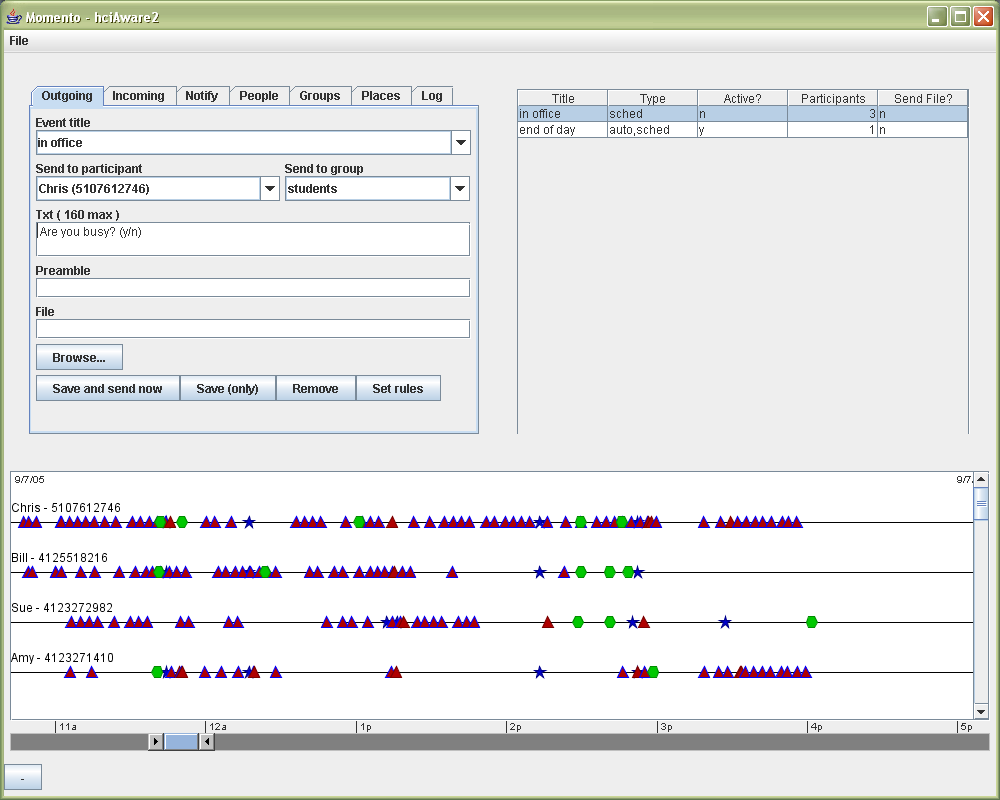 Momento - hciAware2
File
Outgoing Incoming Notify People Groups Places Log
Event title
in office
Send to participant Send to group
Chris (5107612746) students
Txt ( 160 max )
Are you busy? (y/n)
Preamble
File
Browse...
Save and send now Save (only) Remove Set rules
Title Type Active? Participants Send File?
in office sched n 3 n
end of day auto,sched y 1 n
9/7/05 9/7.
Chris - 5107612746
Bill - 4125518216
Sue - 4123272982
Amy - 4123271410
11a 12a 1p 2p 3p 4p 5p
-